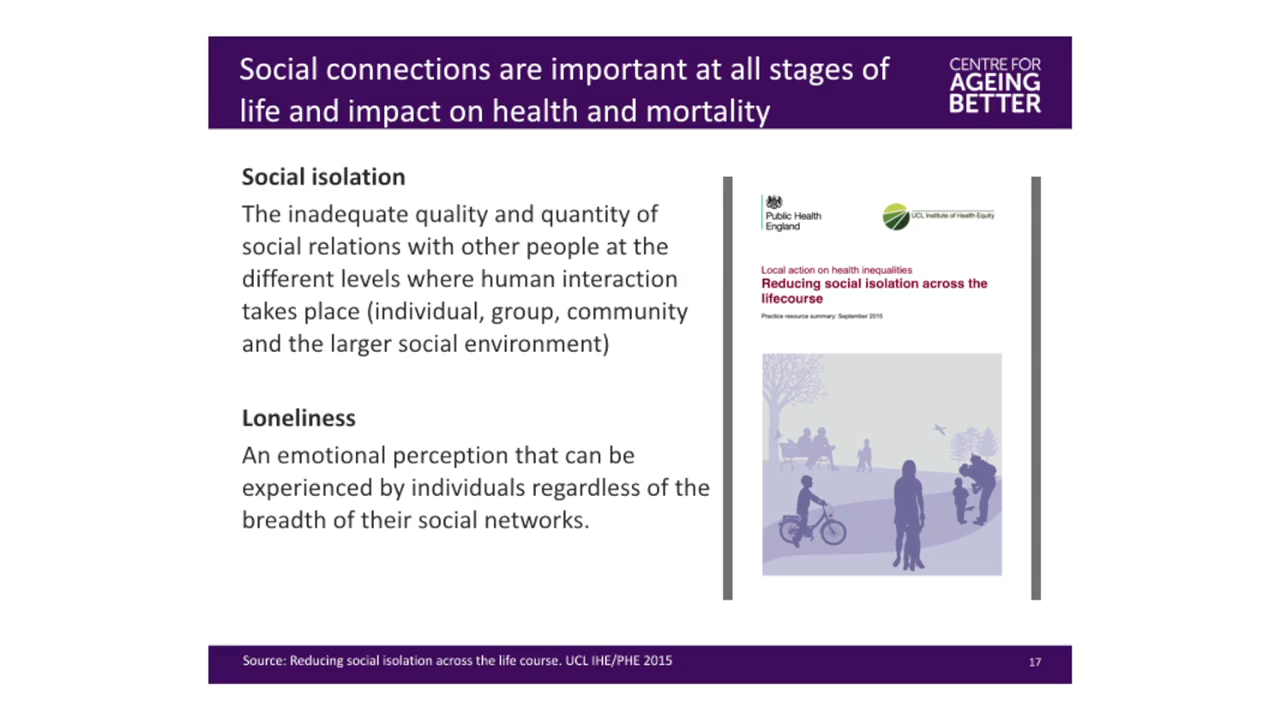 Social connections are important at all stages of
life and impact on health and mortality
CENTRE FOR
AGEING
BETTER
Social isolation
The inadequate quality and quantity of
social relations with other people at the
different levels where human interaction
takes place (individual, group, community
and the larger social environment)
Loneliness
An emotional perception that can be
experienced by individuals regardless of the
breadth of their social networks.
Public Health
England
UCL Institute of Health Equity
Local action on health inequalities
Reducing social isolation across the
lifecourse
Practice resource summary: September 2015
Source: Reducing social isolation across the life course. UCL IHE/PHE 2015
17